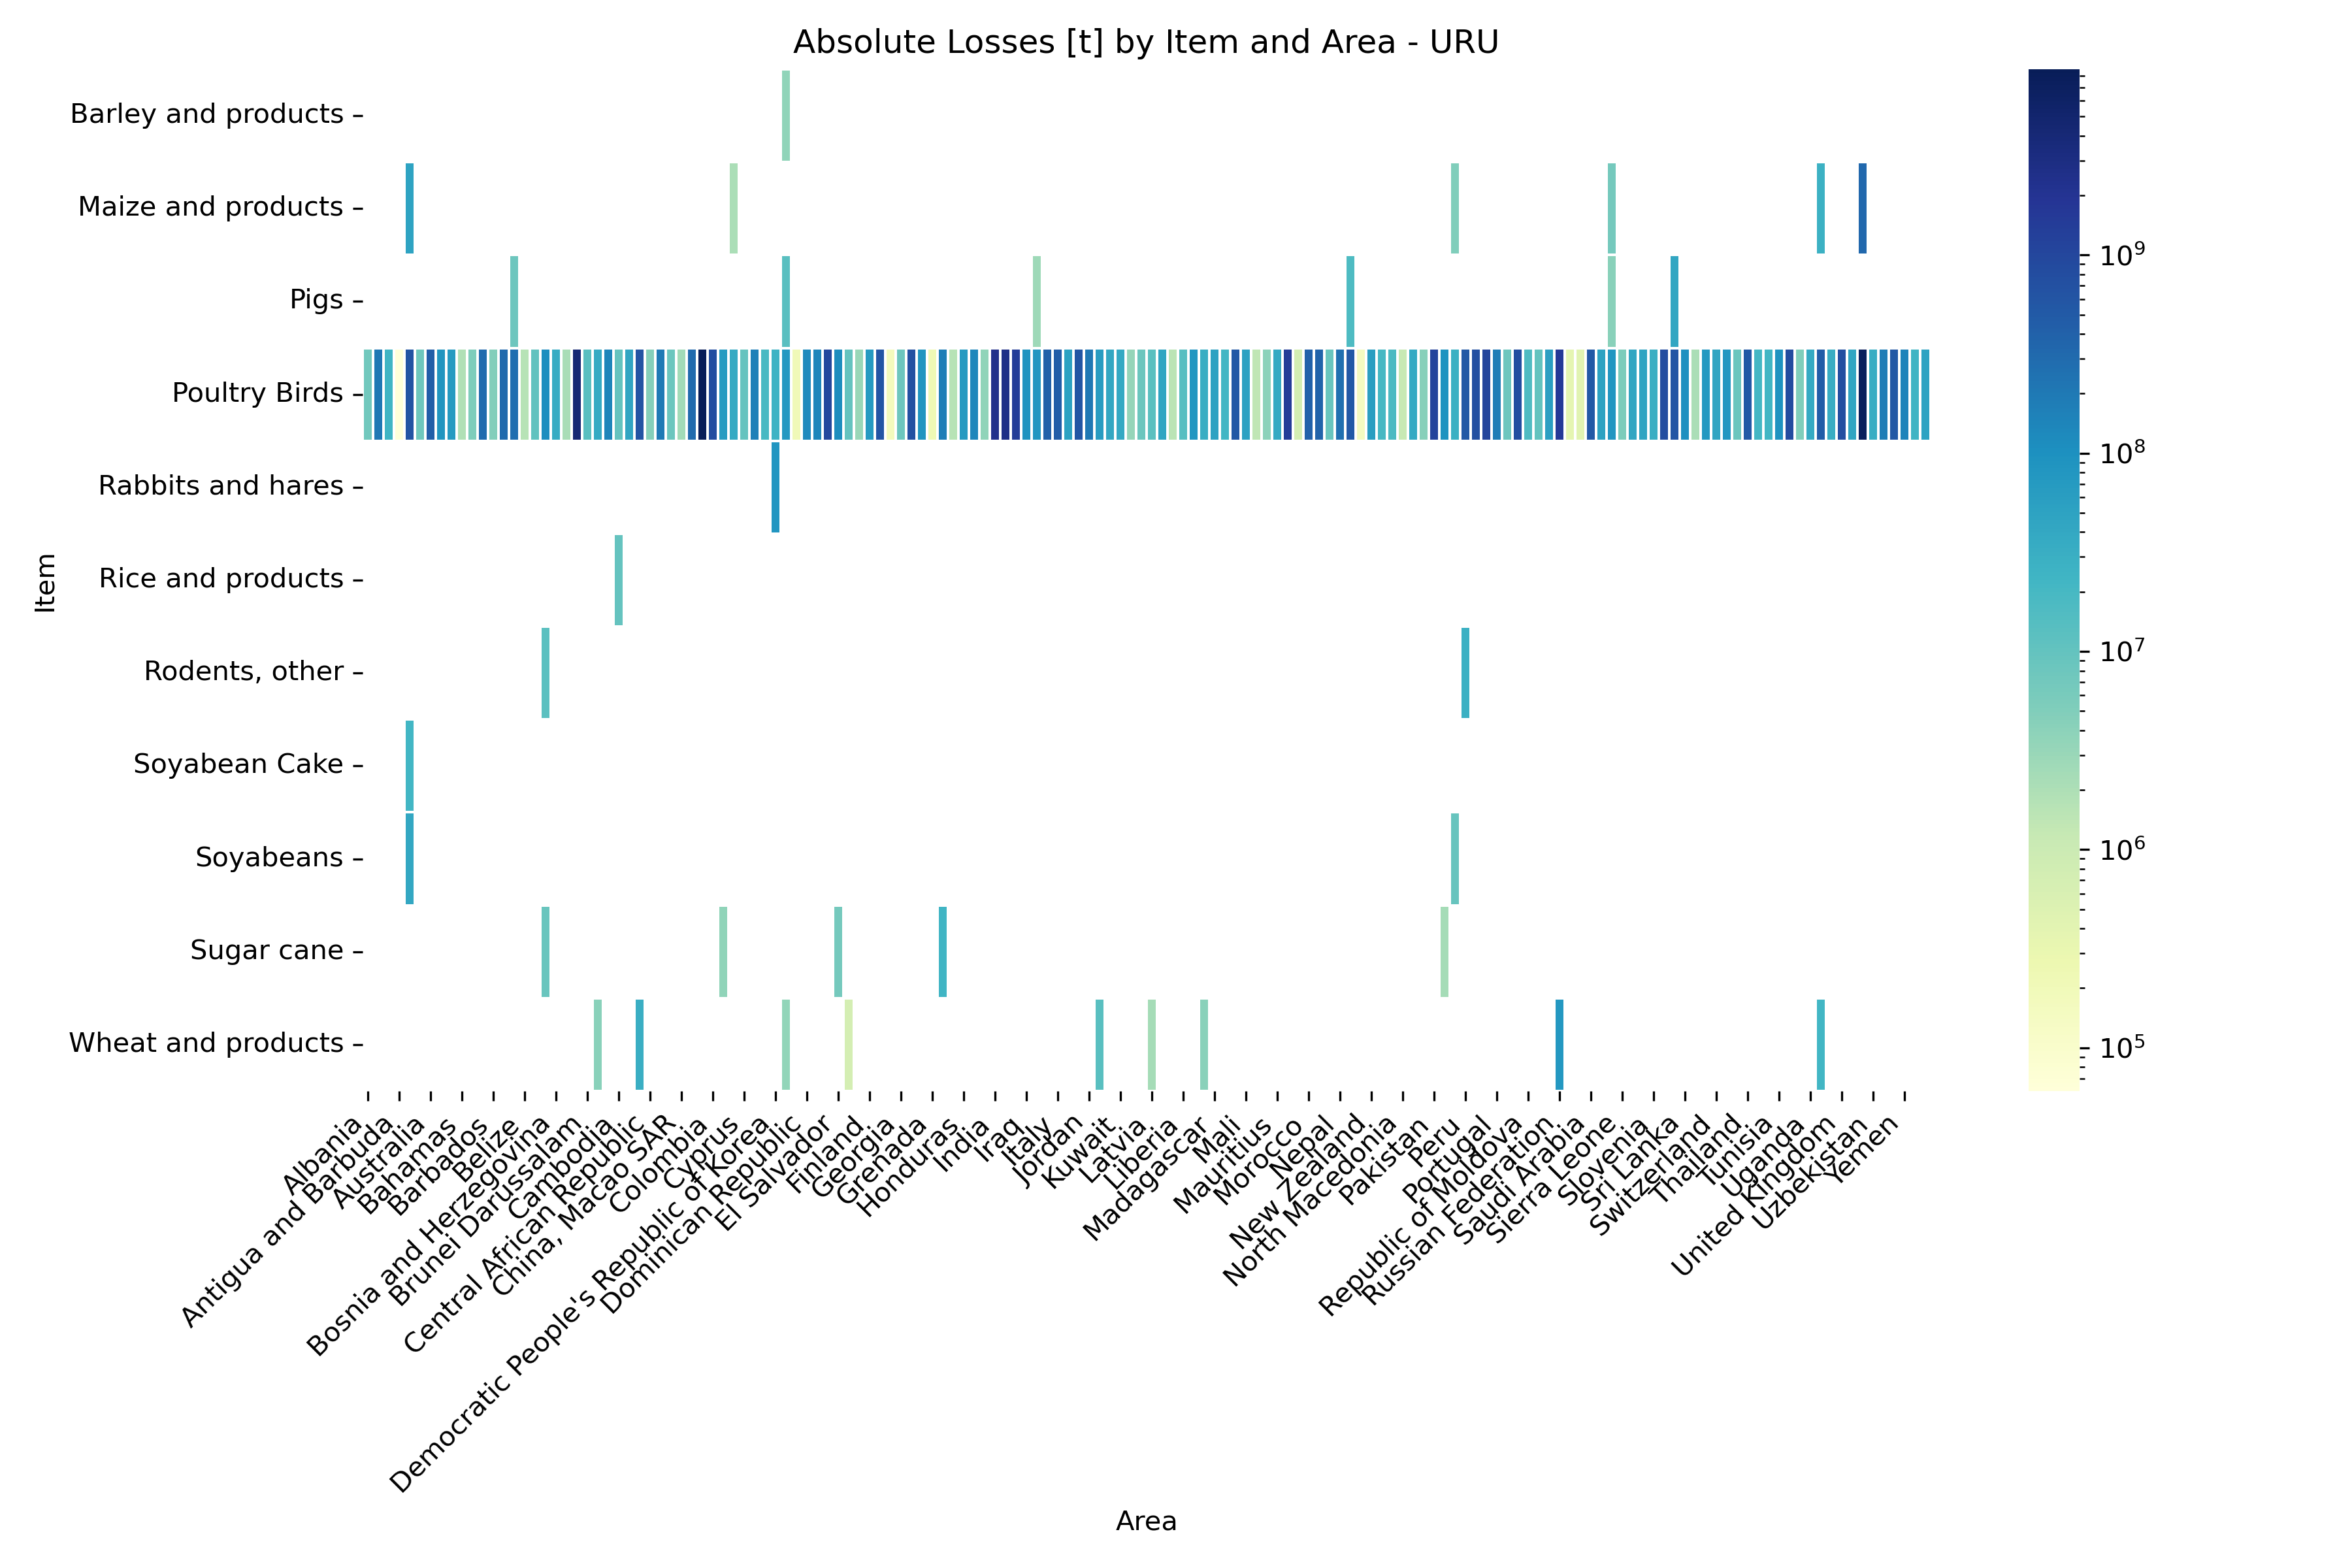 Absolute Losses [t] by Item and Area - URU
Item
Barley and products
Maize and products
Pigs
Poultry Birds
Rabbits and hares
Rice and products
Rodents, other
Soyabean Cake
Soyabeans
Sugar cane
Wheat and products
Albania
Antigua and Barbuda
Australia
Bahamas
Barbados
Belize
Bosnia and Herzegovina
Brunei Darussalam
Cambodia
Central African Republic
China, Macao SAR
Colombia
Cyprus
Democratic People's Republic of Korea
Dominican Republic
El Salvador
Finland
Georgia
Grenada
Honduras
India
Iraq
Italy
Jordan
Kuwait
Latvia
Liberia
Madagascar
Mali
Mauritius
Morocco
Nepal
New Zealand
North Macedonia
Pakistan
Peru
Portugal
Republic of Moldova
Russian Federation
Saudi Arabia
Sierra Leone
Slovenia
Sri Lanka
Switzerland
Thailand
Tunisia
Uganda
United Kingdom
Uzbekistan
Yemen
Area
10⁹
10⁸
10⁷
10⁶
10⁵